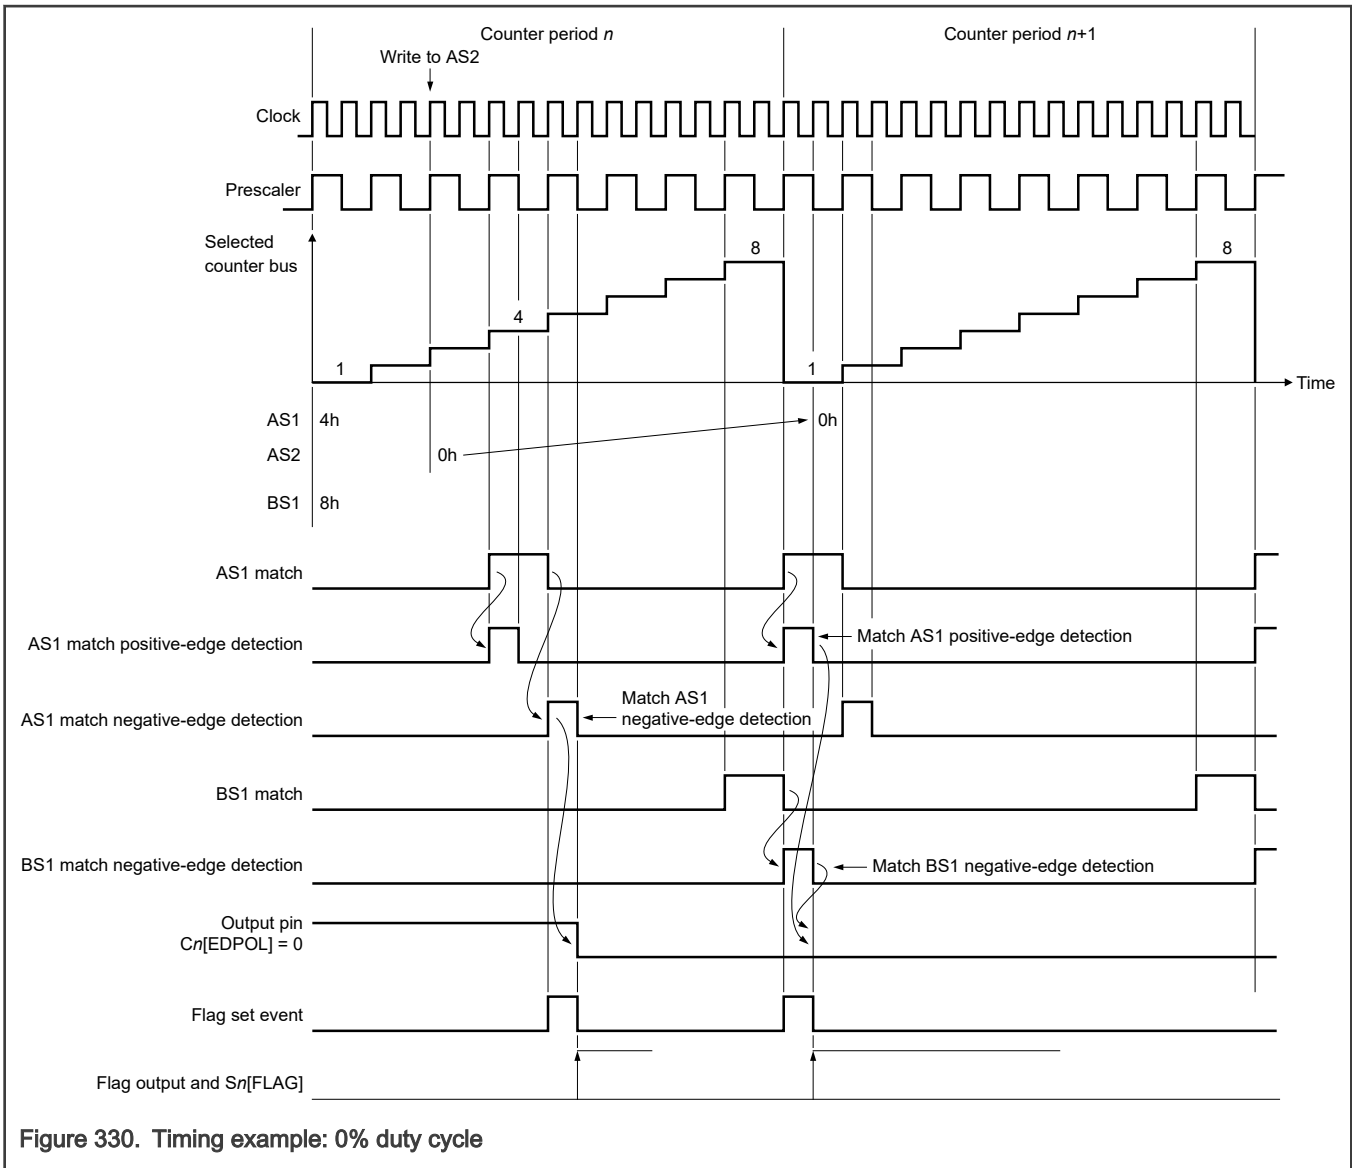 Counter period n
Counter period n+1
Write to AS2
Clock
Prescaler
Selected
counter bus
8
8
4
1
1
Time
AS1
4h
0h
AS2
0h
BS1
8h
AS1 match
AS1 match positive-edge detection
Match AS1 positive-edge detection
Match AS1
negative-edge detection
AS1 match negative-edge detection
BS1 match
BS1 match negative-edge detection
Match BS1 negative-edge detection
Output pin
Cn[EDPOL] = 0
Flag set event
Flag output and Sn[FLAG]
Figure 330. Timing example: 0% duty cycle